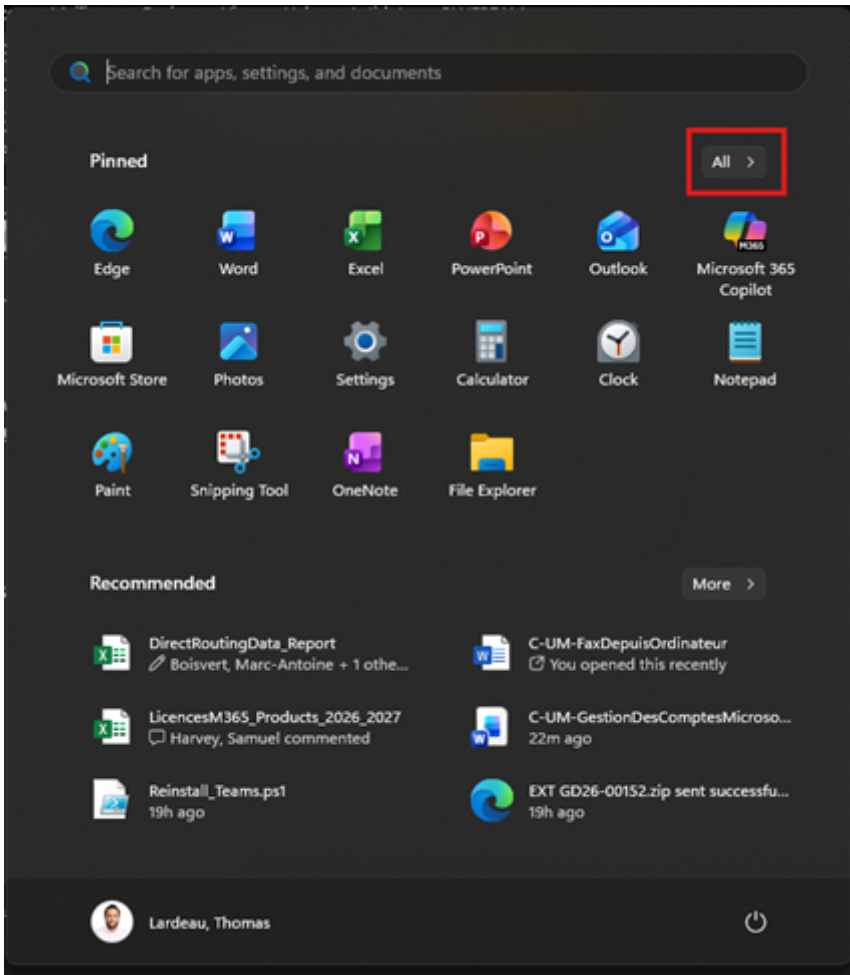 Search for apps, settings, and documents
Pinned
All
Edge
Word
Excel
PowerPoint
Outlook
M365
Microsoft 365
Copilot
Microsoft Store
Photos
Settings
Calculator
Clock
Notepad
Paint
Snipping Tool
OneNote
File Explorer
Recommended
More
DirectRoutingData_Report
Boisvert, Marc-Antoine + 1 othe...
C-UM-FaxDepuisOrdinateur
You opened this recently
LicencesM365_Products_2026_2027
Harvey, Samuel commented
C-UM-GestionDesComptesMicroso...
22m ago
Reinstall_Teams.ps1
19h ago
EXT GD26-00152.zip sent successfu...
19h ago
Lardeau, Thomas